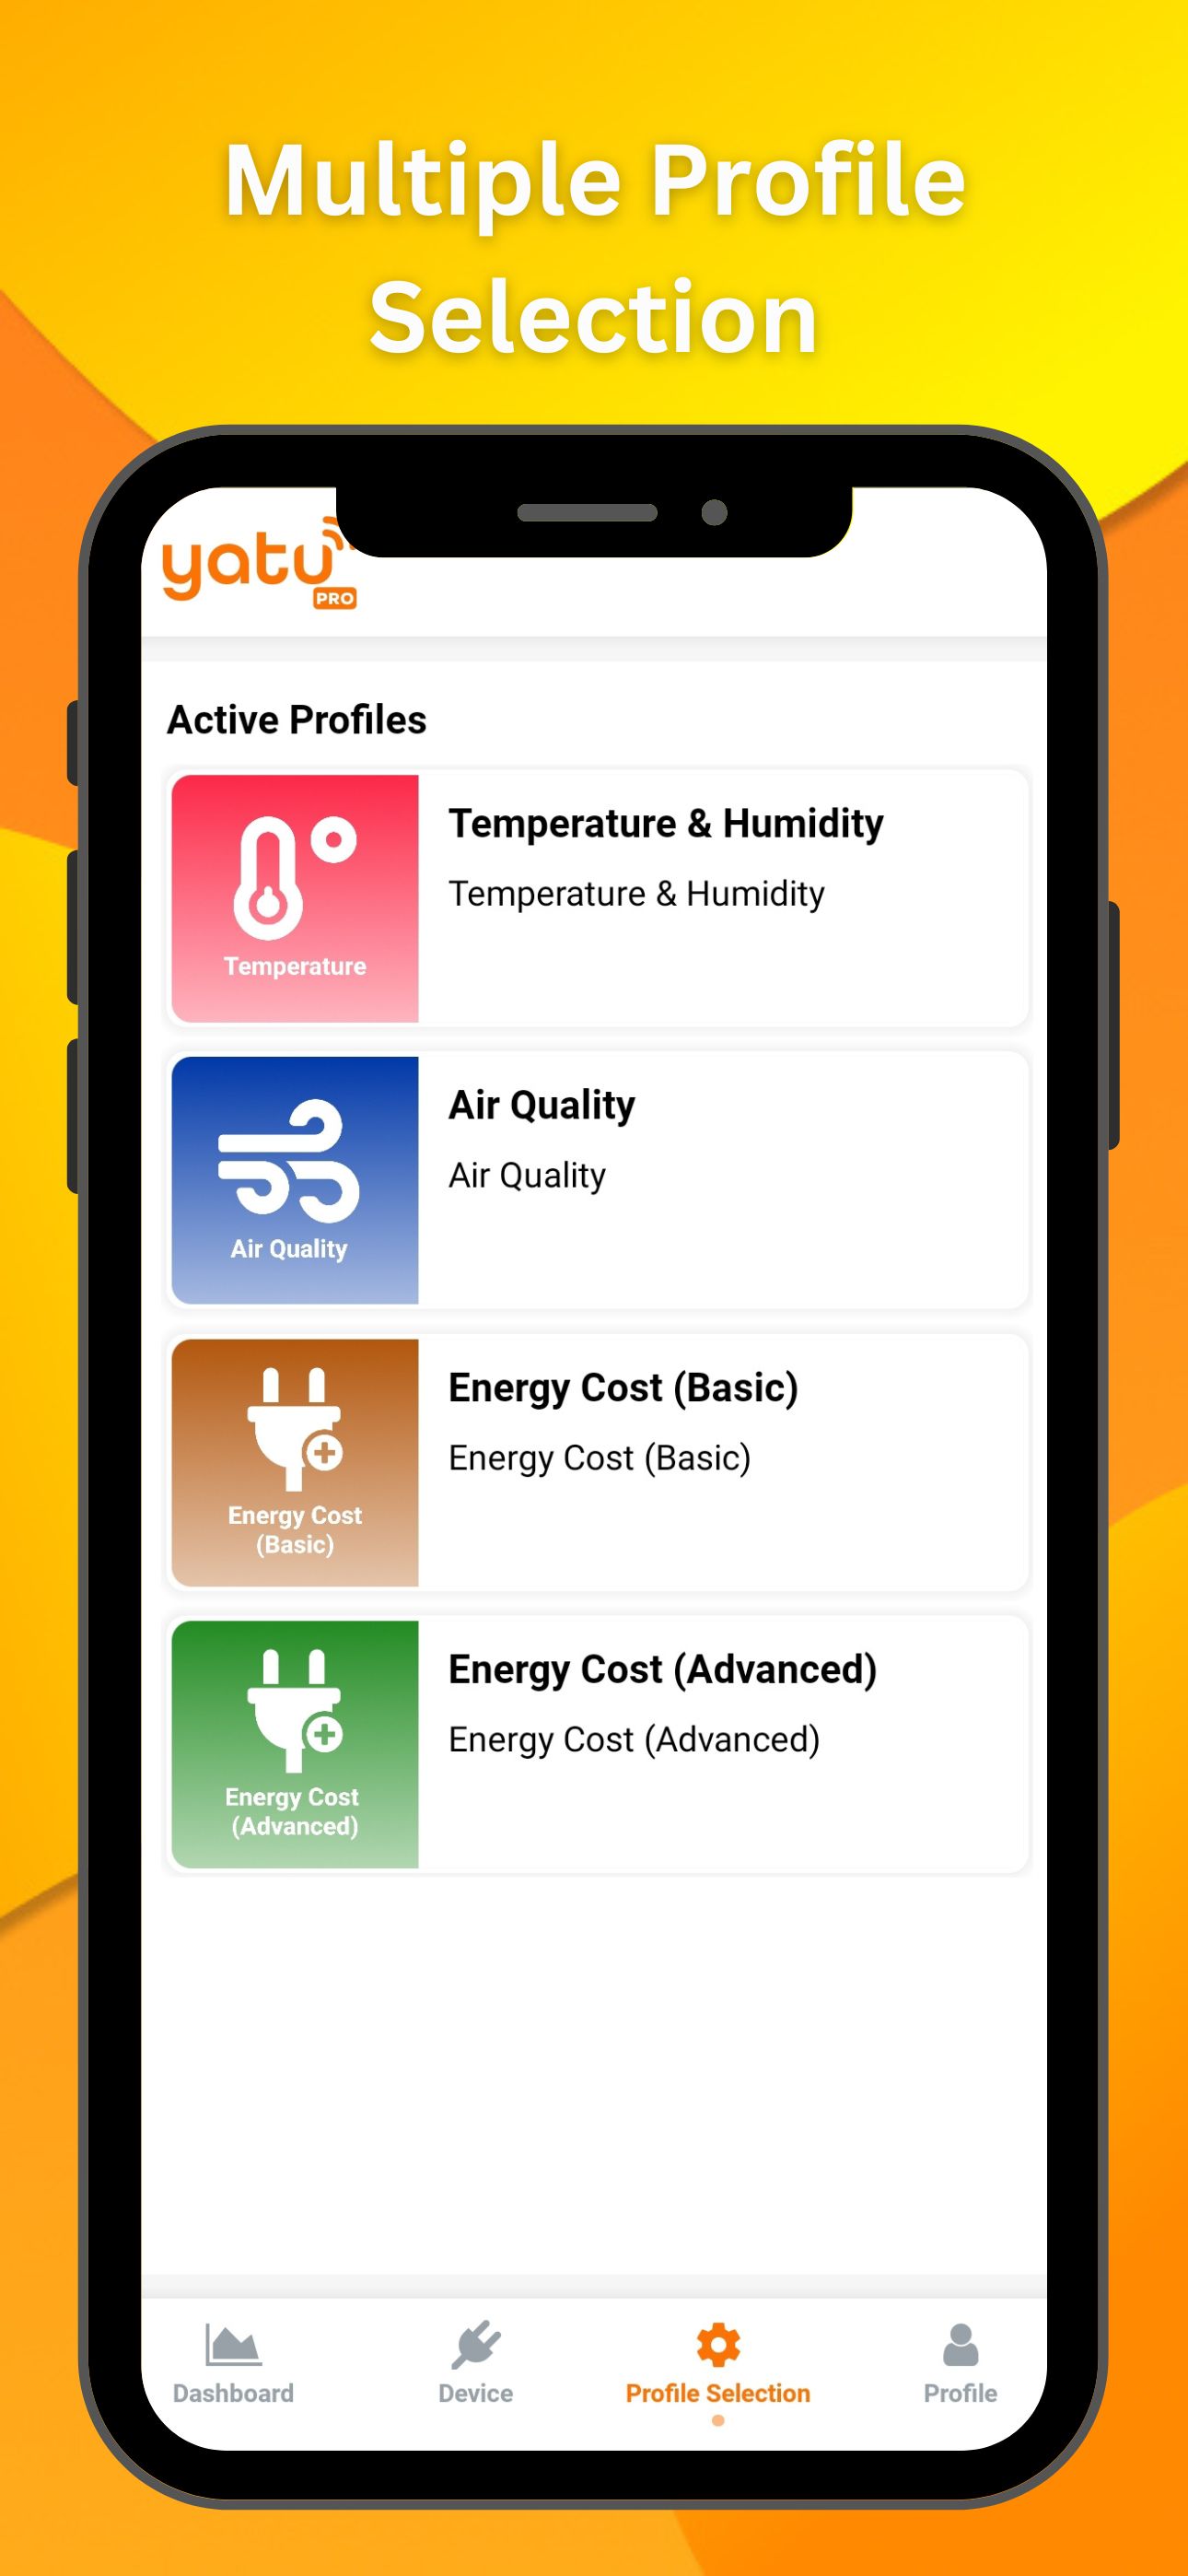 Multiple Profile
Selection
yatu
PRO
Active Profiles
Temperature
Temperature & Humidity
Temperature & Humidity
Air Quality
Air Quality
Air Quality
Energy Cost
(Basic)
Energy Cost (Basic)
Energy Cost (Basic)
Energy Cost
(Advanced)
Energy Cost (Advanced)
Energy Cost (Advanced)
Dashboard
Device
Profile Selection
Profile